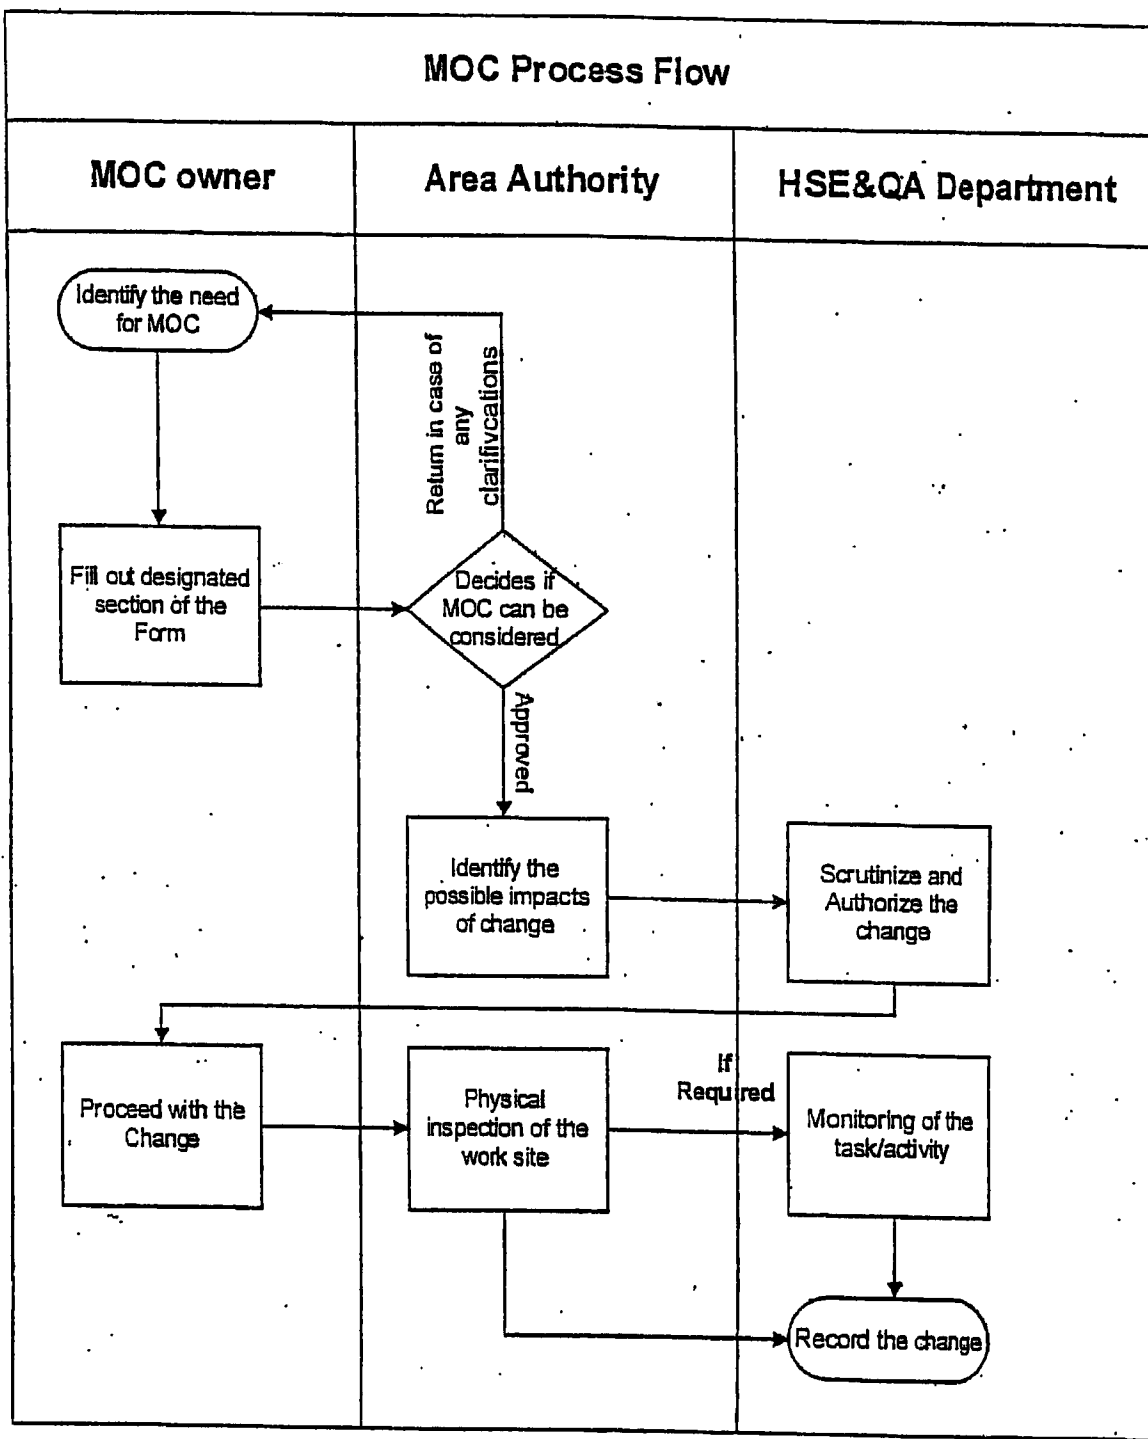 MOC Process Flow
MOC owner
Area Authority
HSE&QA Department
Identify the need
for MOC
Return in case of
any
clarifivcations
Fill out designated
section of the
Form
Decides if
MOC can be
considered
Approved
Identify the
possible impacts
of change
Scrutinize and
Authorize the
change
Proceed with the
Change
Physical
inspection of the
work site
If
Required
Monitoring of the
task/activity
Record the change